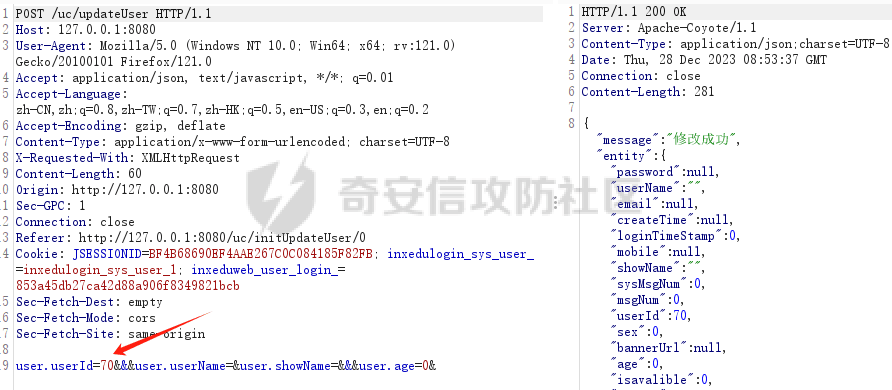 1 POST /uc/updateUser HTTP/1.1
2 Host: 127.0.0.1:8080
3 User-Agent: Mozilla/5.0 (Windows NT 10.0; Win64; x64; rv:121.0)
Gecko/20100101 Firefox/121.0
4 Accept: application/json, text/javascript, */*; q=0.01
5 Accept-Language:
zh-CN,zh;q=0.8,zh-TW;q=0.7,zh-HK;q=0.5,en-US;q=0.3,en;q=0.2
6 Accept-Encoding: gzip, deflate
7 Content-Type: application/x-www-form-urlencoded; charset=UTF-8
8 X-Requested-With: XMLHttpRequest
9 Content-Length: 60
0 Origin: http://127.0.0.1:8080
1 Sec-GPC: 1
2 Connection: close
3 Referer: http://127.0.0.1:8080/uc/initUpdateUser/0
4 Cookie: JSESSIONID=BF4B68690EF4AAE267C0C084185F82FB; inxedulogin_sys_user_
=inxedulogin_sys_user_1; inxeduweb_user_login_=
853a45db27ca42d88a906f8349821bcb
5 Sec-Fetch-Dest: empty
6 Sec-Fetch-Mode: cors
7 Sec-Fetch-Site: same-origin
8
9 user.userId=70&&&user.userName=&user.showName=&&&user.age=0&
1 HTTP/1.1 200 OK
2 Server: Apache-Coyote/1.1
3 Content-Type: application/json;charset=UTF-8
4 Date: Thu, 28 Dec 2023 08:53:37 GMT
5 Connection: close
6 Content-Length: 281
7
8 {
"message":"修改成功",
"entity":{
"password":null,
"userName":"",
"email":null,
"createTime":null,
"loginTimeStamp":0,
"mobile":null,
"showName":"",
"sysMsgNum":0,
"msgNum":0,
"userId":70,
"sex":0,
"bannerUrl":null,
"age":0,
"isavalible":0,
奇安信攻防社区